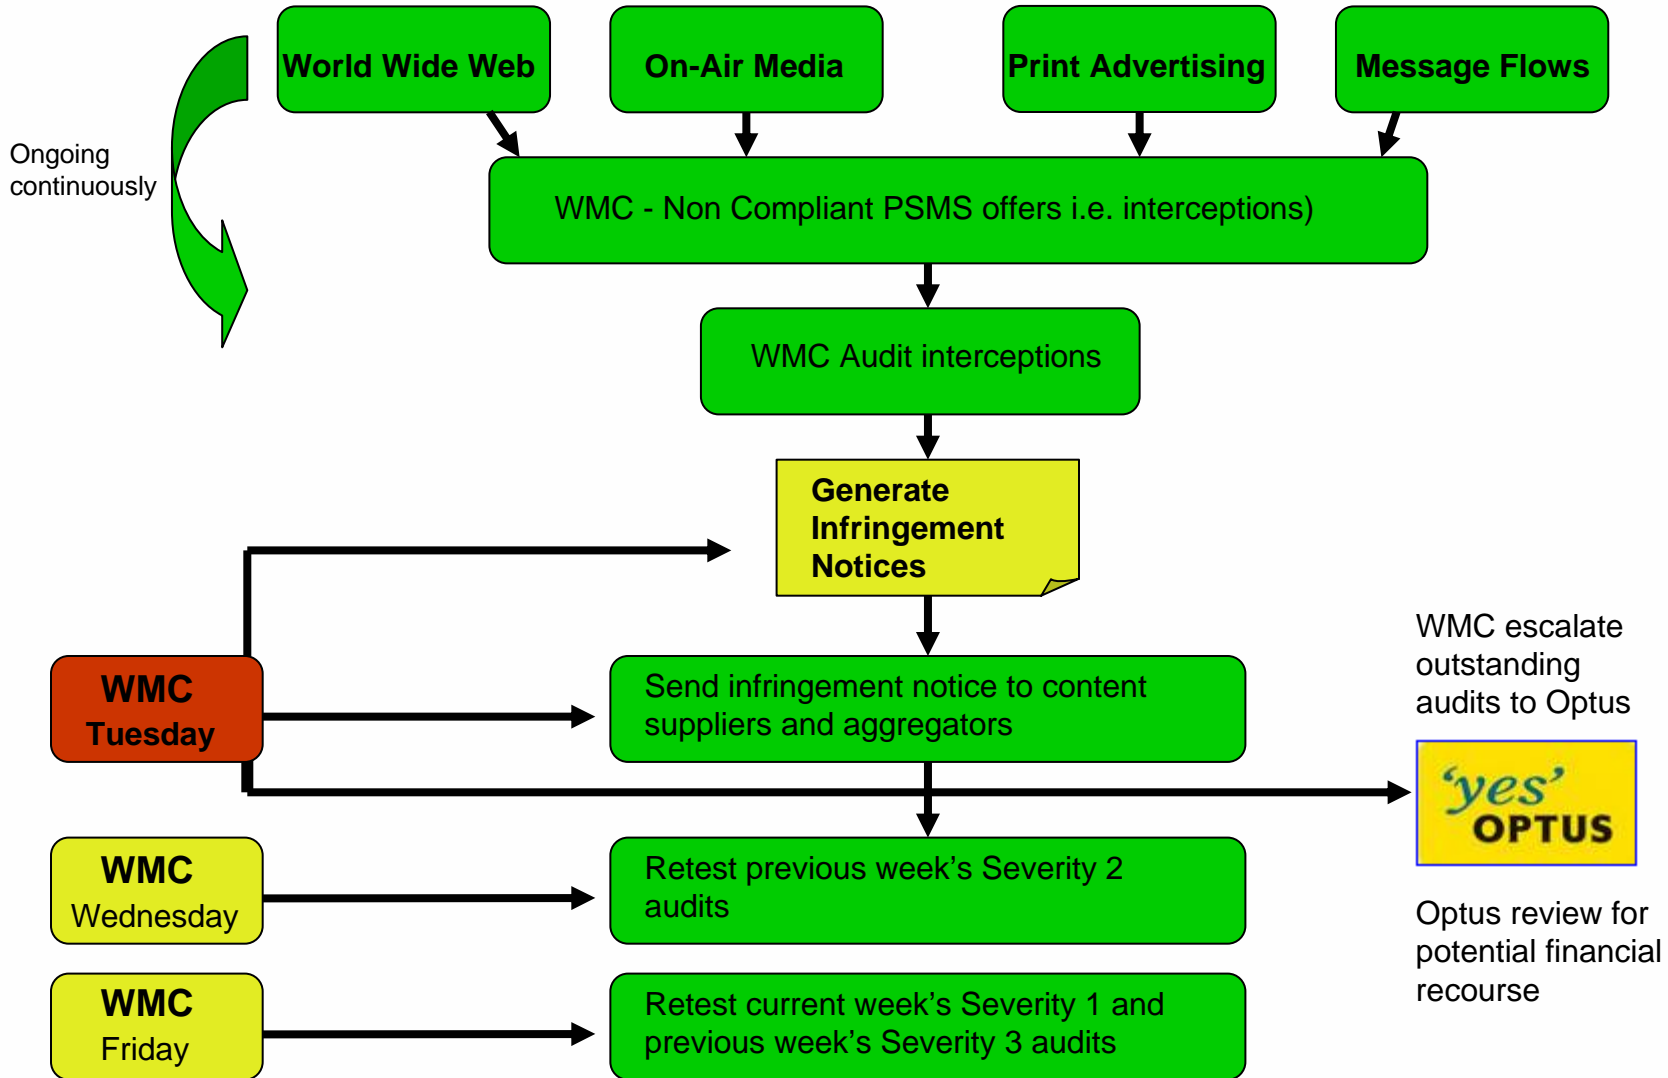 World Wide Web
On-Air Media
Print Advertising
Message Flows
Ongoing
continuously
WMC - Non Compliant PSMS offers i.e. interceptions)
WMC Audit interceptions
Generate
Infringement
Notices
WMC
Tuesday
Send infringement notice to content
suppliers and aggregators
WMC escalate
outstanding
audits to Optus
'yes'
OPTUS
WMC
Wednesday
Retest previous week's Severity 2
audits
Optus review for
potential financial
recourse
WMC
Friday
Retest current week's Severity 1 and
previous week's Severity 3 audits